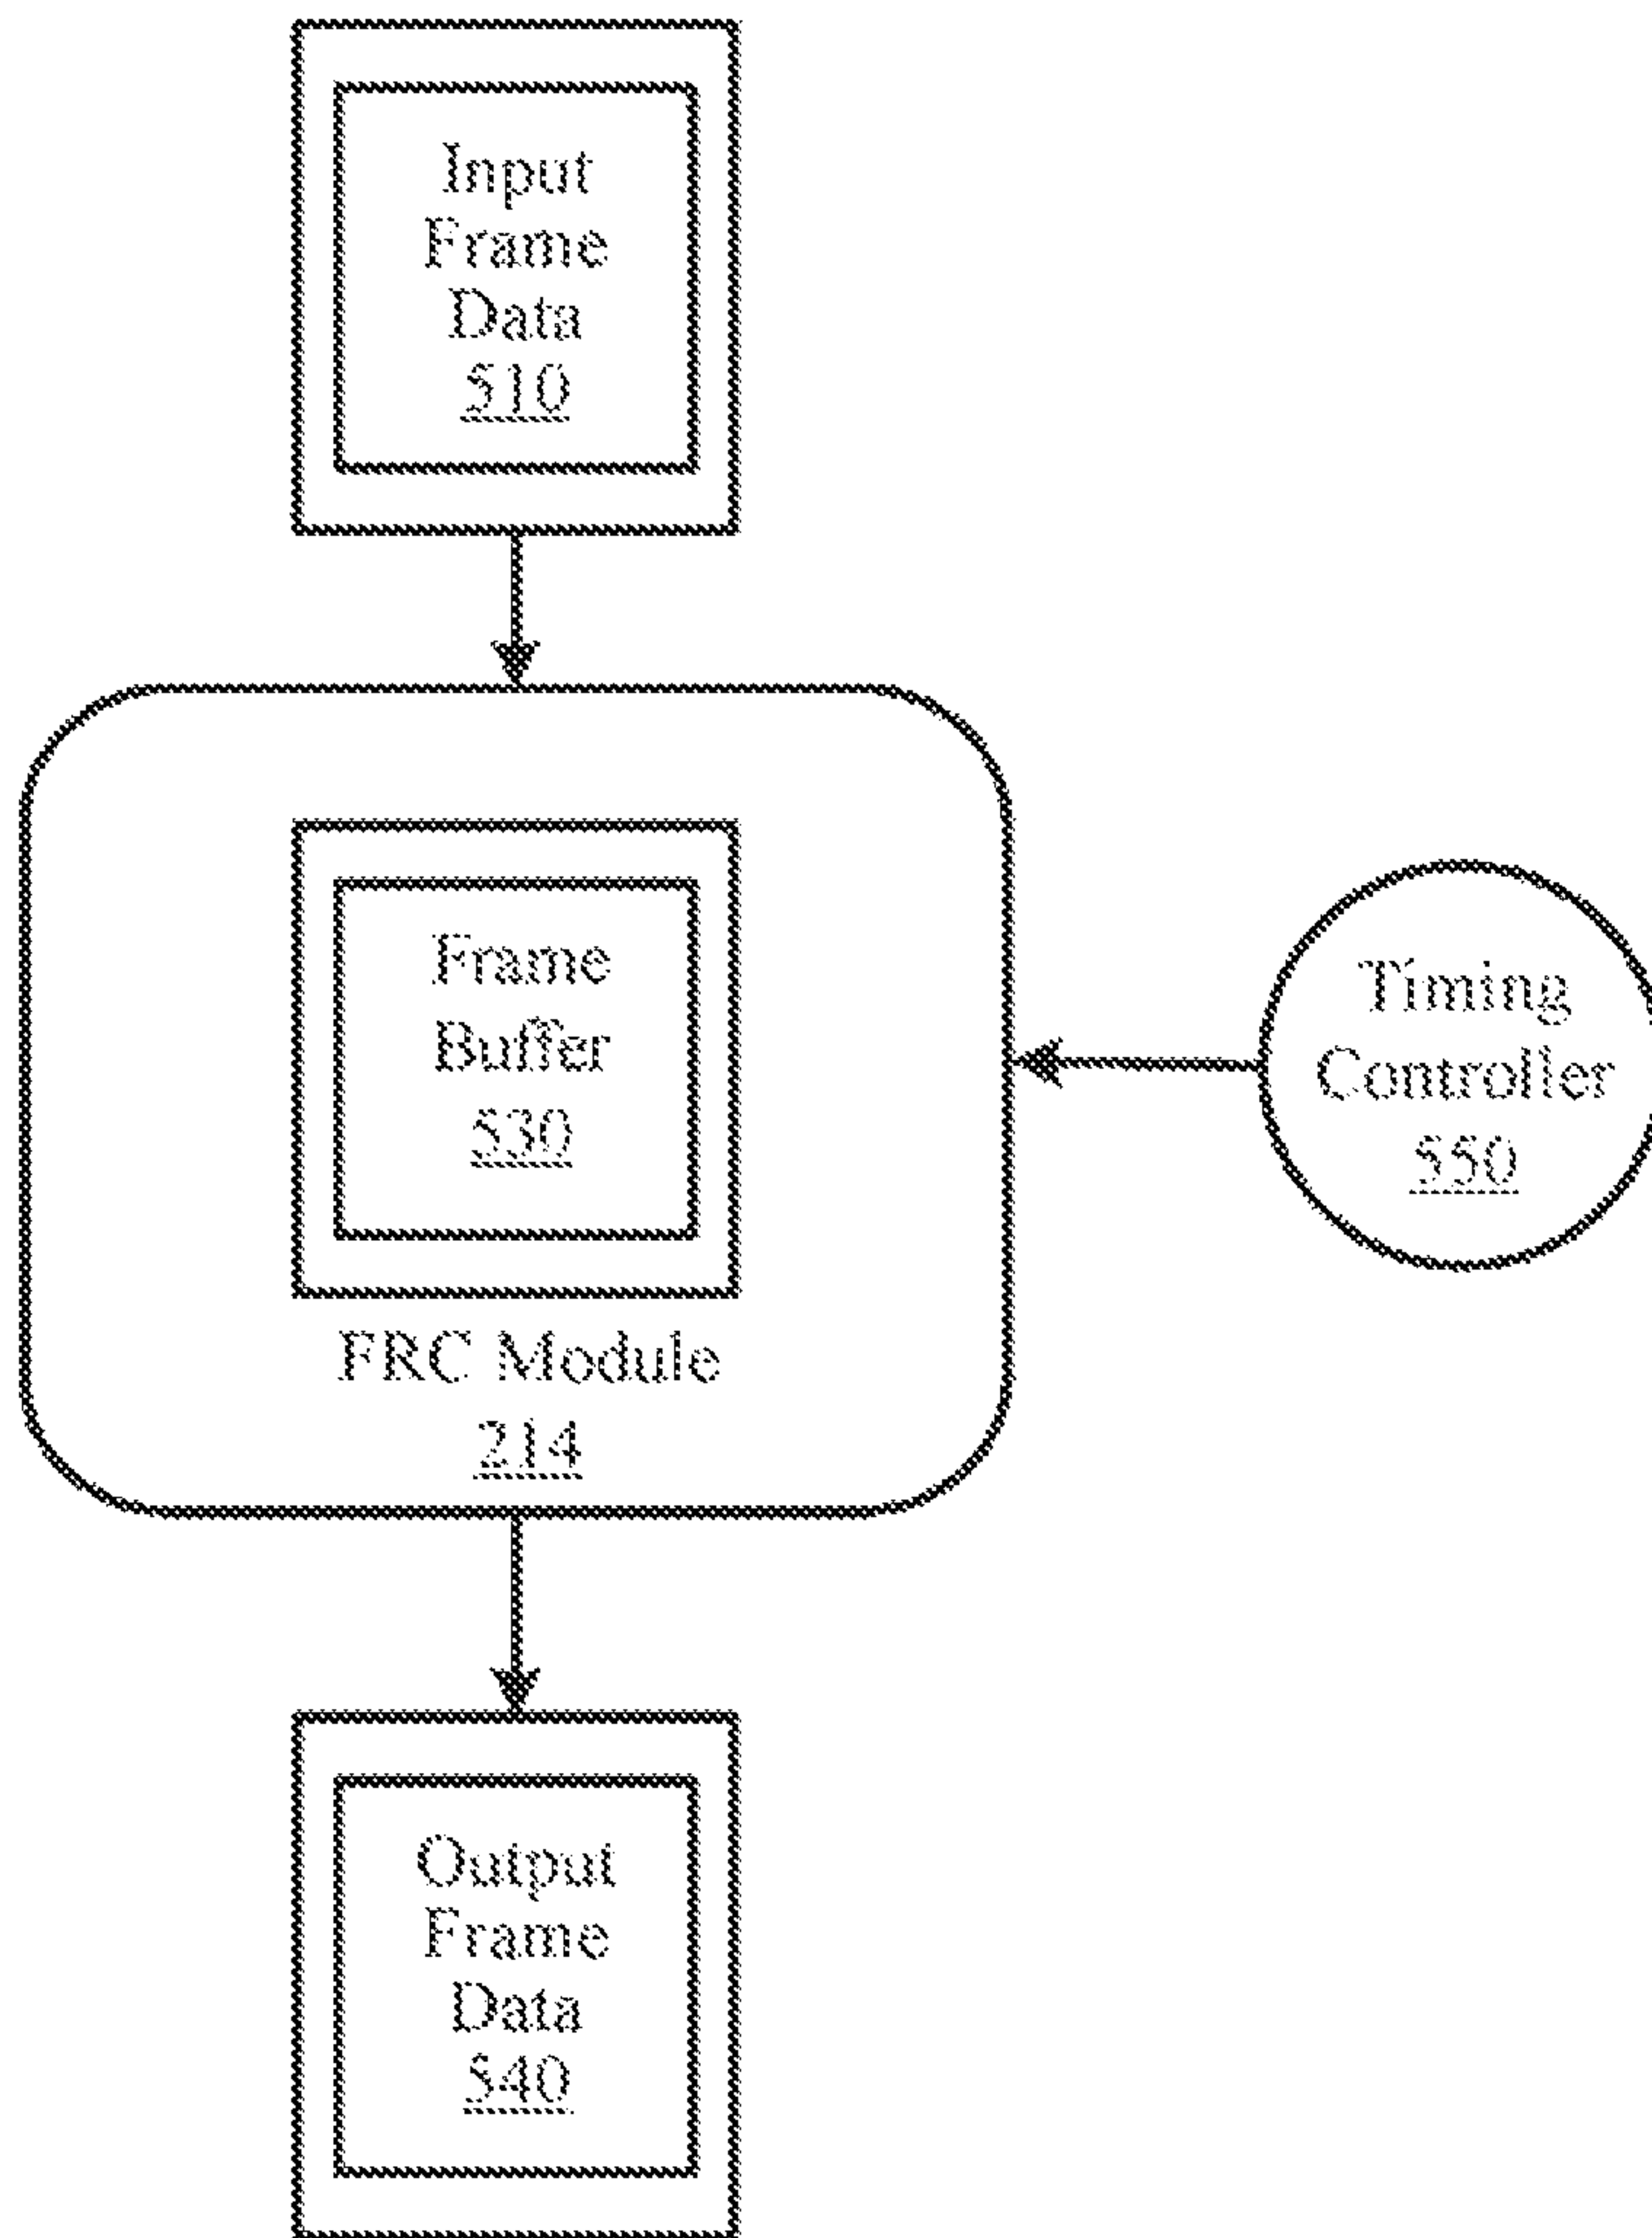 Input
Frame
Data
510
Frame
Buffer
530
FRC Module
214
Timing
Controller
550
Output
Frame
Data
540